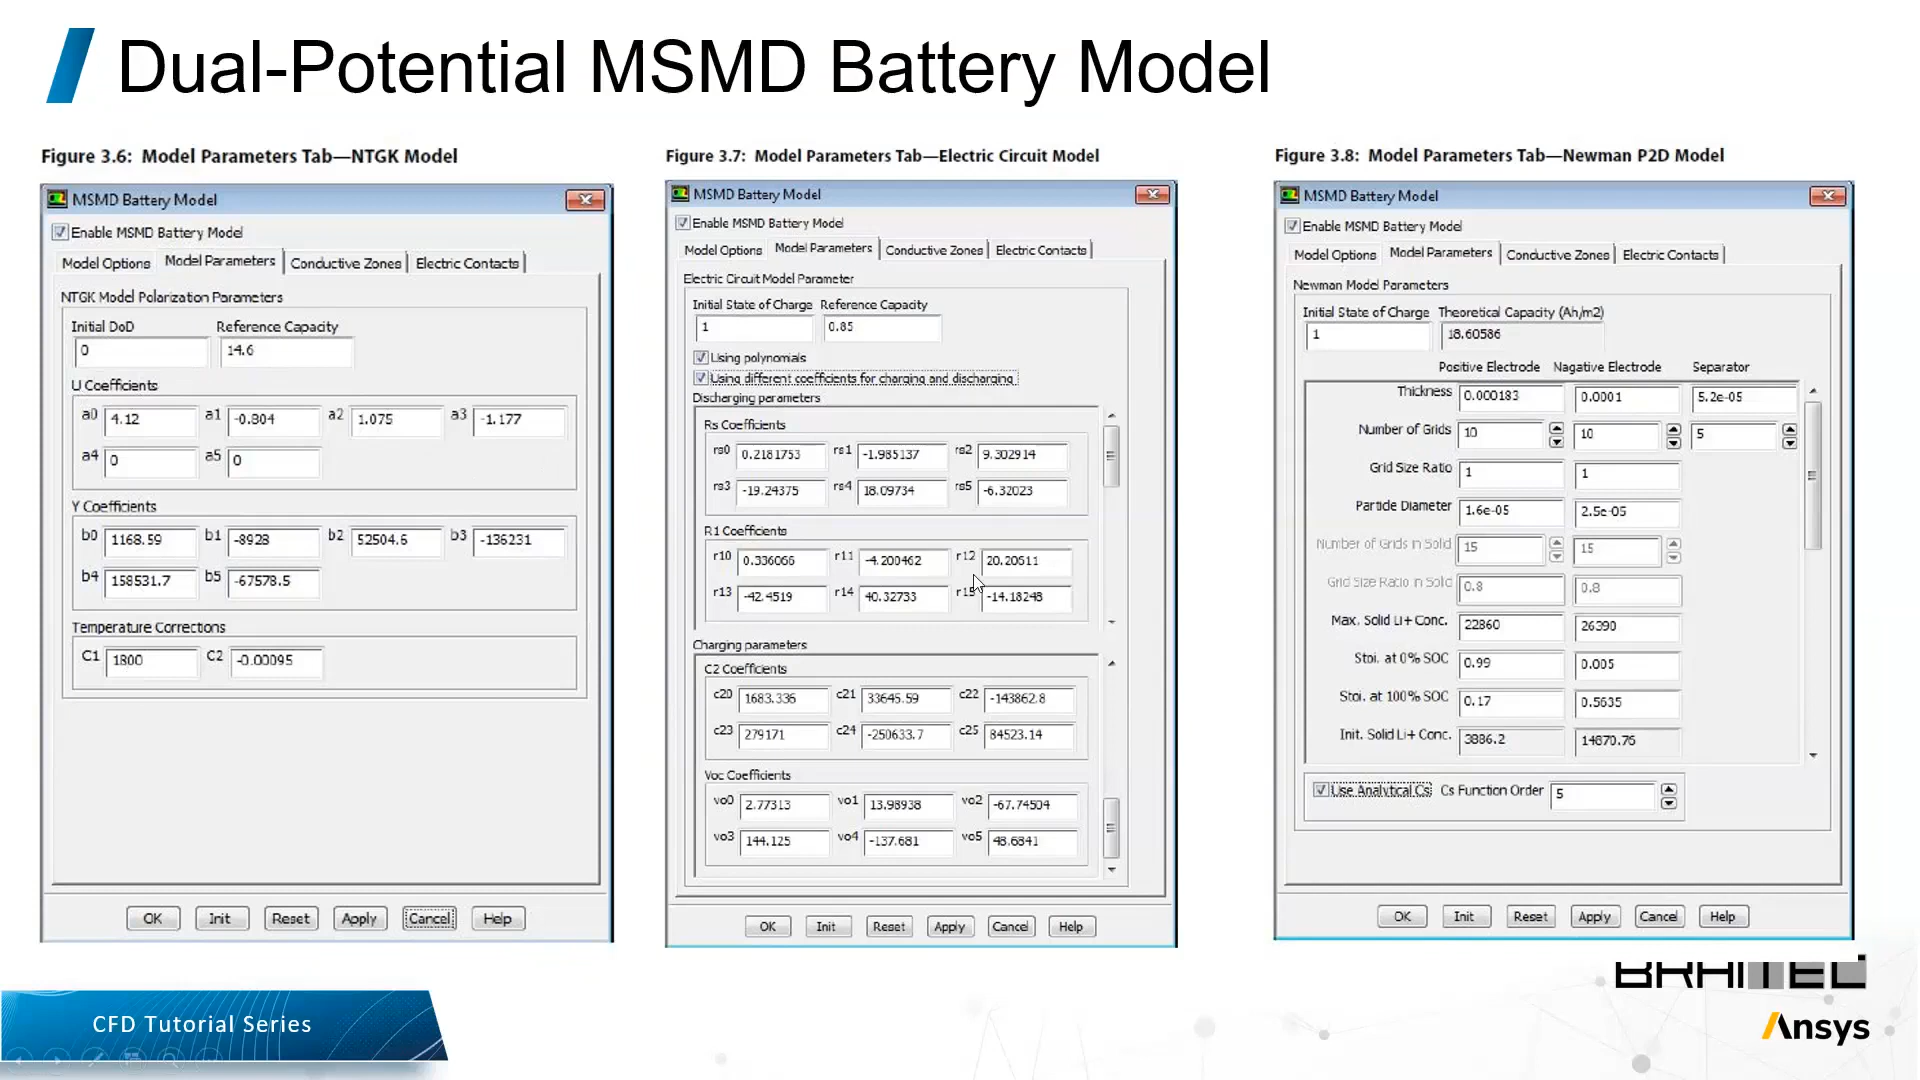 Dual-Potential MSMD Battery Model
Figure 3.6: Model Parameters Tab—NTGK Model
MSMD Battery Model
Enable MSMD Battery Model
Model Options Model Parameters Conductive Zones Electric Contacts
NTGK Model Polarization Parameters
Initial DoD Reference Capacity
0 14.6
U Coefficients
a0 4.12 a1 -0.804 a2 1.075 a3 -1.177
a4 0 a5 0
Y Coefficients
b0 1168.59 b1 -8928 b2 52504.6 b3 -136231
b4 158531.7 b5 -67578.5
Temperature Corrections
C1 1800 C2 -0.00095
OK Init Reset Apply Cancel Help
Figure 3.7: Model Parameters Tab—Electric Circuit Model
MSMD Battery Model
Enable MSMD Battery Model
Model Options Model Parameters Conductive Zones Electric Contacts
Electric Circuit Model Parameter
Initial State of Charge Reference Capacity
1 0.85
Using polynomials
Using different coefficients for charging and discharging
Discharging parameters
Rs Coefficients
rs0 0.2181753 rs1 -1.985137 rs2 9.302914
rs3 -19.24375 rs4 18.09734 rs5 -6.32023
R1 Coefficients
r10 0.336066 r11 -4.200462 r12 20.20511
r13 -42.4519 r14 40.32733 r15 -14.18248
Charging parameters
C2 Coefficients
c20 1683.336 c21 33645.59 c22 -143862.8
c23 279171 c24 -250633.7 c25 84523.14
Voc Coefficients
vo0 2.77313 vo1 13.98938 vo2 -67.74504
vo3 144.125 vo4 -137.681 vo5 48.6841
OK Init Reset Apply Cancel Help
Figure 3.8: Model Parameters Tab—Newman P2D Model
MSMD Battery Model
Enable MSMD Battery Model
Model Options Model Parameters Conductive Zones Electric Contacts
Newman Model Parameters
Initial State of Charge Theoretical Capacity (Ah/m2)
1 18.60586
Positive Electrode Nagative Electrode Separator
Thickness 0.000183 0.0001 5.2e-05
Number of Grids 10 10 5
Grid Size Ratio 1 1
Particle Diameter 1.6e-05 2.5e-05
Number of Grids in Solid 15 15
Grid Size Ratio in Solid 0.8 0.8
Max. Solid Li+ Conc. 22860 26390
Stoi. at 0% SOC 0.99 0.005
Stoi. at 100% SOC 0.17 0.5635
Init. Solid Li+ Conc. 3886.2 14870.76
Use Analytical Cs Cs Function Order 5
OK Init Reset Apply Cancel Help
CFD Tutorial Series
Ansys